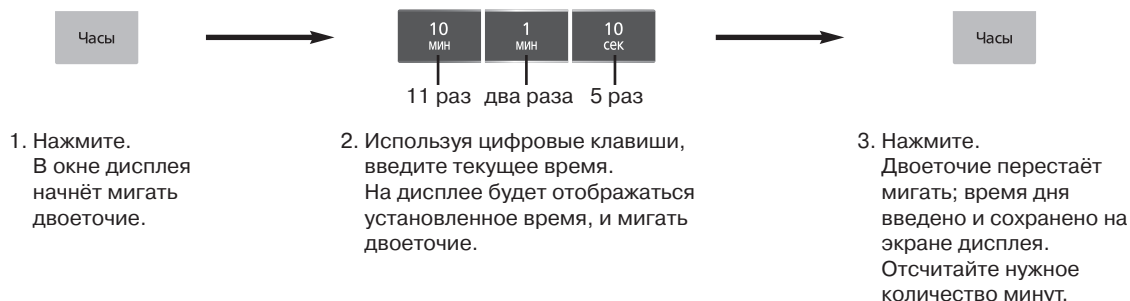 Часы
10
мин
1
мин
10
сек
Часы
11 раз два раза 5 раз
1. Нажмите.
В окне дисплея
начнёт мигать
двоеточие.
2. Используя цифровые клавиши,
введите текущее время.
На дисплее будет отображаться
установленное время, и мигать
двоеточие.
3. Нажмите.
Двоеточие перестаёт
мигать; время дня
введено и сохранено на
экране дисплея.
Отсчитайте нужное
количество минут.